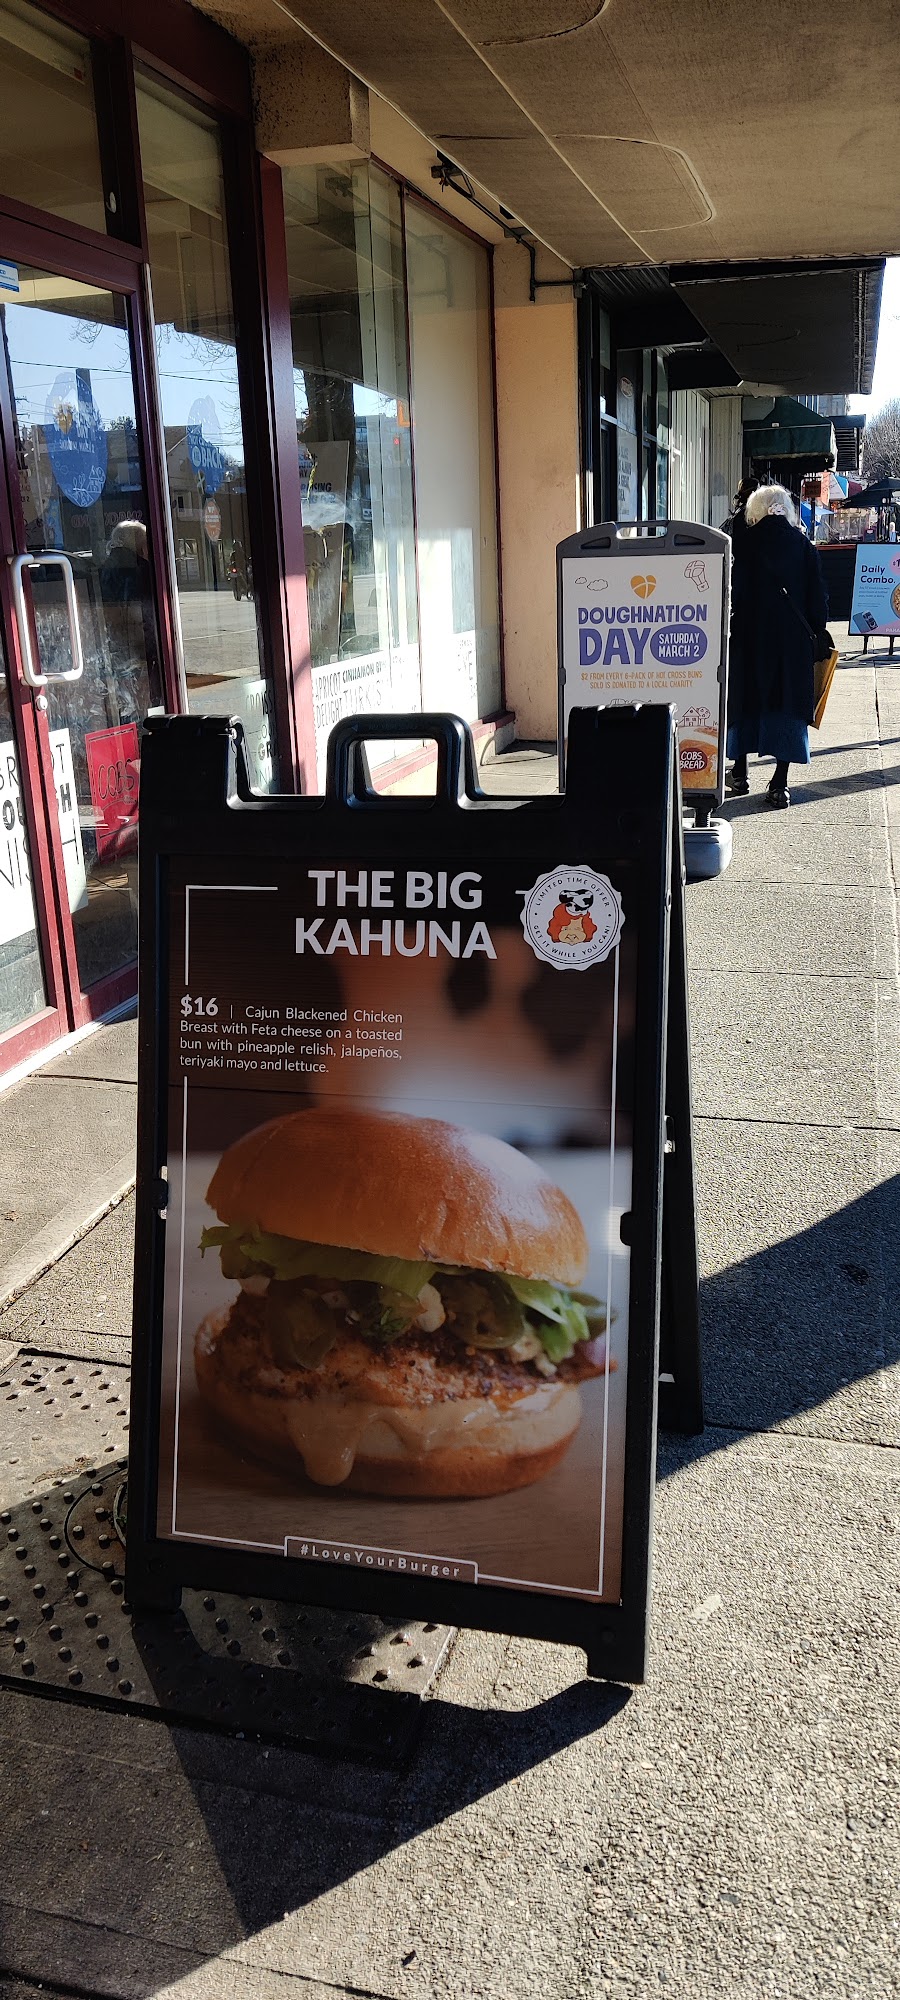 THE BIG
KAHUNA
LIMITED TIME OFFER
GET IT WHILE YOU CAN!
$16 | Cajun Blackened Chicken
Breast with Feta cheese on a toasted
bun with pineapple relish, jalapeños,
teriyaki mayo and lettuce.
#LoveYourBurger
DOUGHNATION
DAY
SATURDAY
MARCH 2
$2 FROM EVERY 6-PACK OF HOT CROSS BUNS
SOLD IS DONATED TO A LOCAL CHARITY
COBS
BREAD
Daily
Combo.
APRICOT CINNAMON
DELIGHT
COBS